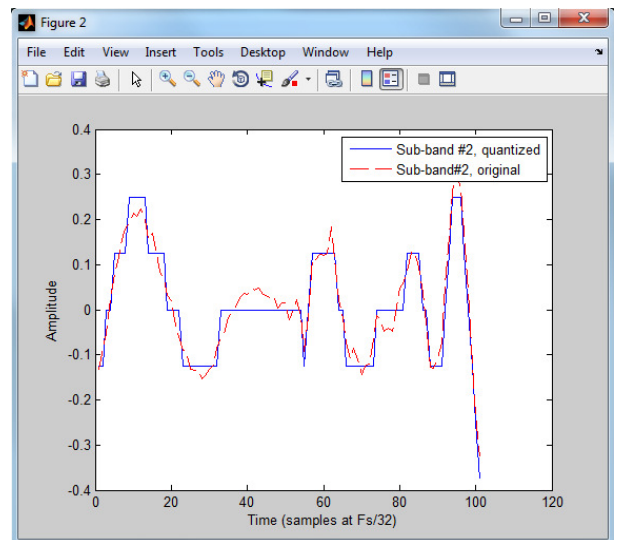 Figure 2
File Edit View Insert Tools Desktop Window Help
Sub-band #2, quantized
Sub-band#2, original
Amplitude
0.4
0.3
0.2
0.1
0
-0.1
-0.2
-0.3
-0.4
0 20 40 60 80 100 120
Time (samples at Fs/32)